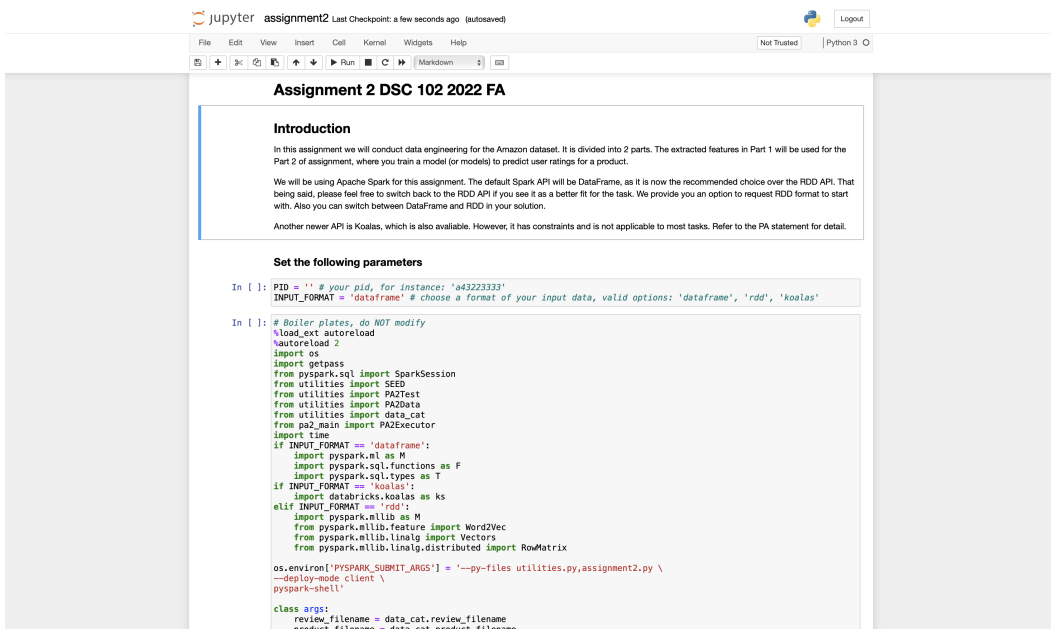 jupyter assignment2 Last Checkpoint: a few seconds ago (autosaved) Logout
File Edit View Insert Cell Kernel Widgets Help Not Trusted Python 3
Run Markdown
Assignment 2 DSC 102 2022 FA
Introduction
In this assignment we will conduct data engineering for the Amazon dataset. It is divided into 2 parts. The extracted features in Part 1 will be used for the
Part 2 of assignment, where you train a model (or models) to predict user ratings for a product.
We will be using Apache Spark for this assignment. The default Spark API will be DataFrame, as it is now the recommended choice over the RDD API. That
being said, please feel free to switch back to the RDD API if you see it as a better fit for the task. We provide you an option to request RDD format to start
with. Also you can switch between DataFrame and RDD in your solution.
Another newer API is Koalas, which is also avaliable. However, it has constraints and is not applicable to most tasks. Refer to the PA statement for detail.
Set the following parameters
In [ ]: PID = '' # your pid, for instance: 'a43223333'
INPUT_FORMAT = 'dataframe' # choose a format of your input data, valid options: 'dataframe', 'rdd', 'koalas'
In [ ]: # Boiler plates, do NOT modify
%load_ext autoreload
%autoreload 2
import os
import getpass
from pyspark.sql import SparkSession
from utilities import SEED
from utilities import PA2Test
from utilities import PA2Data
from utilities import data_cat
from pa2_main import PA2Executor
import time
if INPUT_FORMAT == 'dataframe':
    import pyspark.ml as M
    import pyspark.sql.functions as F
    import pyspark.sql.types as T
if INPUT_FORMAT == 'koalas':
    import databricks.koalas as ks
elif INPUT_FORMAT == 'rdd':
    import pyspark.mllib as M
    from pyspark.mllib.feature import Word2Vec
    from pyspark.mllib.linalg import Vectors
    from pyspark.mllib.linalg.distributed import RowMatrix
os.environ['PYSPARK_SUBMIT_ARGS'] = '--py-files utilities.py,assignment2.py \
--deploy-mode client \
pyspark-shell'
class args:
    review_filename = data_cat.review_filename
    product_filename = data_cat.product_filename